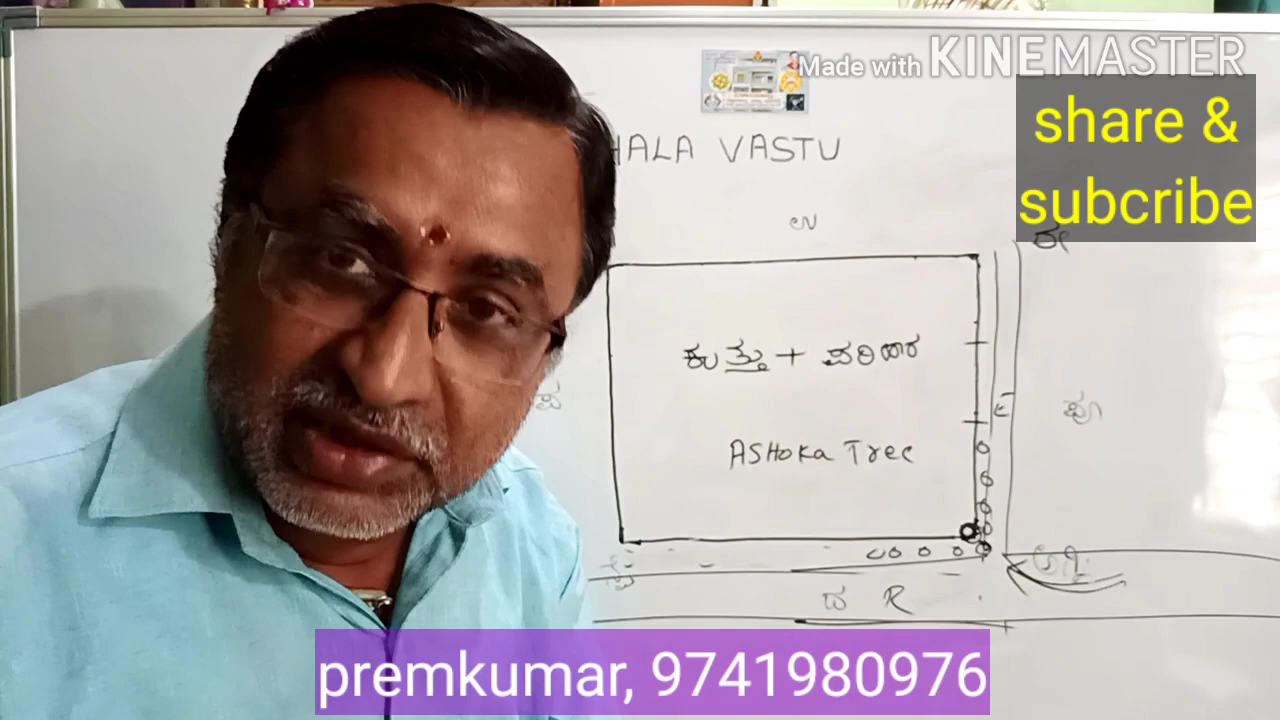 Made with KINEMASTER
share &
subcribe
HALA VASTU
ಉ
ಈ
ಕುತ್ತು + ಪರಿಹಾರ
ಪ
E
ಪೂ
ASHoKa Tree
ದ R
premkumar, 9741980976